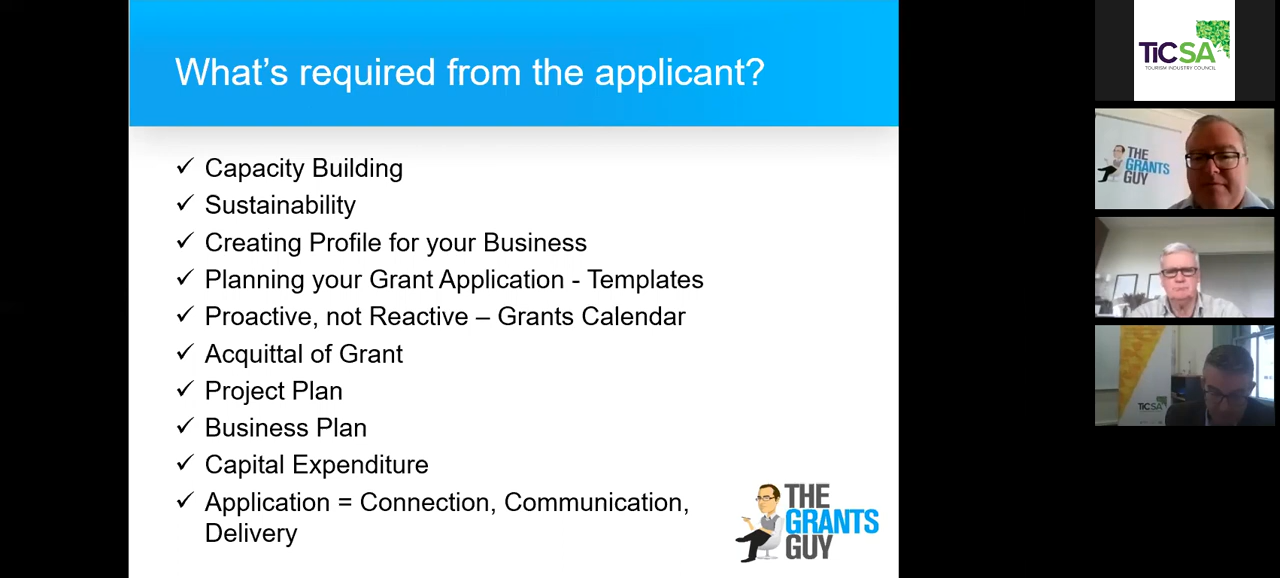 What's required from the applicant?
✓ Capacity Building
✓ Sustainability
✓ Creating Profile for your Business
✓ Planning your Grant Application - Templates
✓ Proactive, not Reactive – Grants Calendar
✓ Acquittal of Grant
✓ Project Plan
✓ Business Plan
✓ Capital Expenditure
✓ Application = Connection, Communication,
Delivery
THE
GRANTS
GUY
TiCSA
TOURISM INDUSTRY COUNCIL
THE
GRANTS
GUY
TiCSA